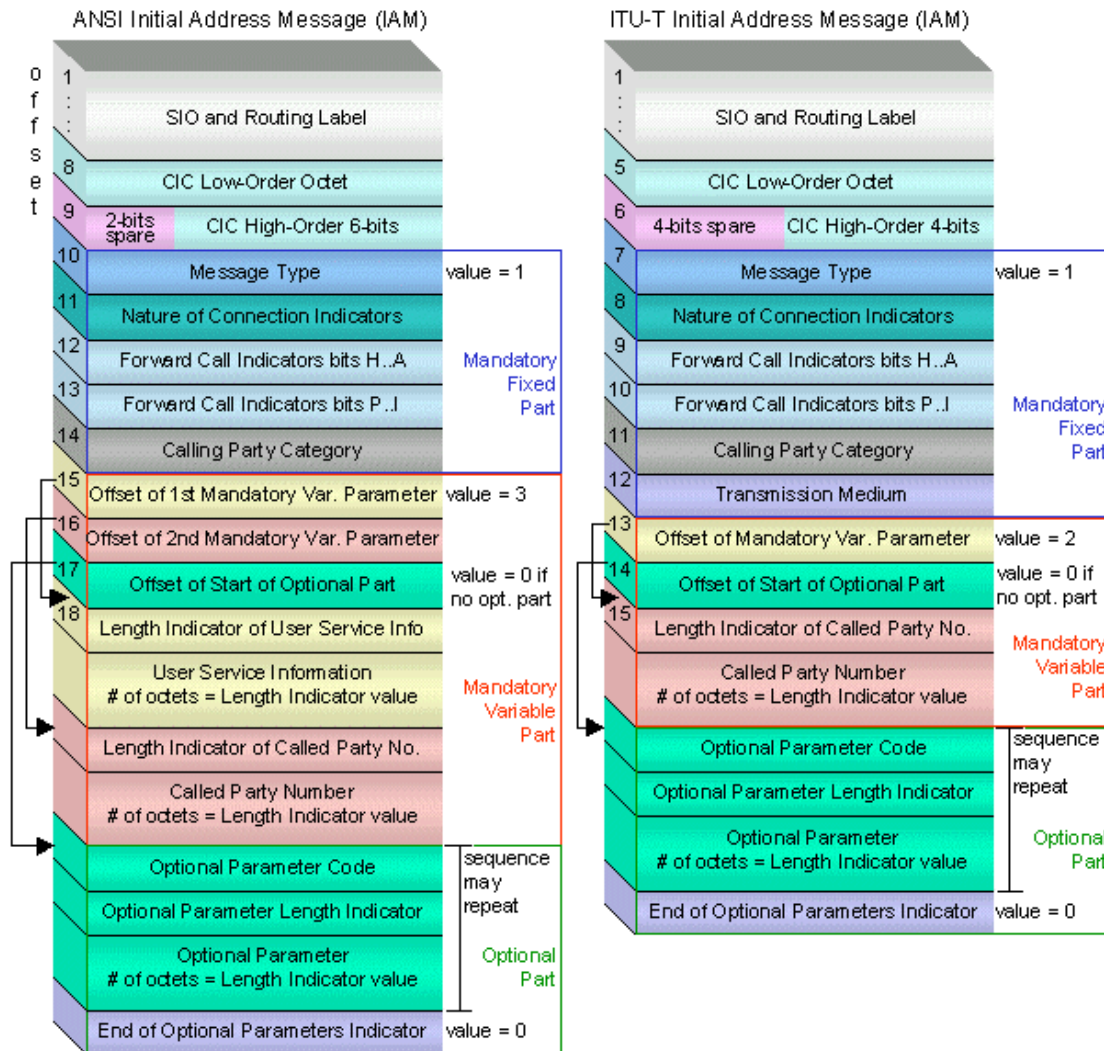 ANSI Initial Address Message (IAM)
offset
1
:
:
SIO and Routing Label
8
CIC Low-Order Octet
9
2-bits
spare
CIC High-Order 6-bits
10
Message Type
value = 1
11
Nature of Connection Indicators
12
Forward Call Indicators bits H..A
13
Forward Call Indicators bits P..I
Mandatory
Fixed
Part
14
Calling Party Category
15
Offset of 1st Mandatory Var. Parameter
value = 3
16
Offset of 2nd Mandatory Var. Parameter
17
Offset of Start of Optional Part
value = 0 if
no opt. part
18
Length Indicator of User Service Info
User Service Information
# of octets = Length Indicator value
Mandatory
Variable
Part
Length Indicator of Called Party No.
Called Party Number
# of octets = Length Indicator value
Optional Parameter Code
sequence
may
repeat
Optional Parameter Length Indicator
Optional Parameter
# of octets = Length Indicator value
Optional
Part
End of Optional Parameters Indicator
value = 0
ITU-T Initial Address Message (IAM)
1
:
:
SIO and Routing Label
5
CIC Low-Order Octet
6
4-bits spare
CIC High-Order 4-bits
7
Message Type
value = 1
8
Nature of Connection Indicators
9
Forward Call Indicators bits H..A
10
Forward Call Indicators bits P..I
Mandatory
Fixed
Part
11
Calling Party Category
12
Transmission Medium
13
Offset of Mandatory Var. Parameter
value = 2
14
Offset of Start of Optional Part
value = 0 if
no opt. part
15
Length Indicator of Called Party No.
Called Party Number
# of octets = Length Indicator value
Mandatory
Variable
Part
Optional Parameter Code
sequence
may
repeat
Optional Parameter Length Indicator
Optional Parameter
# of octets = Length Indicator value
Optional
Part
End of Optional Parameters Indicator
value = 0